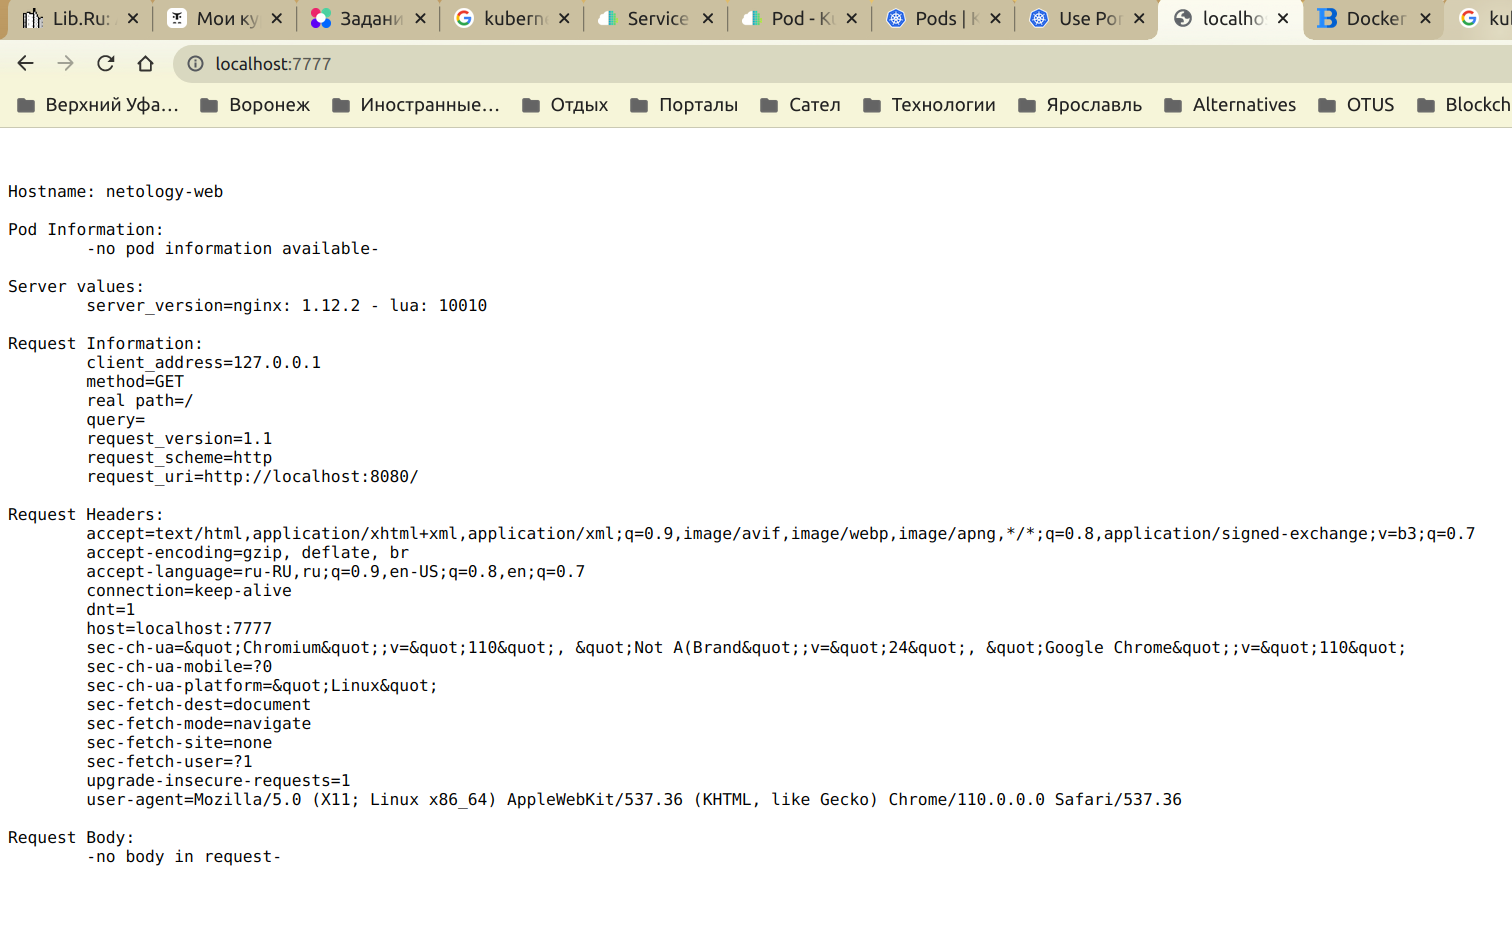 Lib.Ru: Мои ку Задани kuberne Service Pod - Ku Pods | K Use Por localho Docker kul
localhost:7777
Верхний Уфа... Воронеж Иностранные... Отдых Порталы Сател Технологии Ярославль Alternatives OTUS Blockch
Hostname: netology-web
Pod Information:
-no pod information available-
Server values:
server_version=nginx: 1.12.2 - lua: 10010
Request Information:
client_address=127.0.0.1
method=GET
real path=/
query=
request_version=1.1
request_scheme=http
request_uri=http://localhost:8080/
Request Headers:
accept=text/html,application/xhtml+xml,application/xml;q=0.9,image/avif,image/webp,image/apng,*/*;q=0.8,application/signed-exchange;v=b3;q=0.7
accept-encoding=gzip, deflate, br
accept-language=ru-RU,ru;q=0.9,en-US;q=0.8,en;q=0.7
connection=keep-alive
dnt=1
host=localhost:7777
sec-ch-ua=&quot;Chromium&quot;;v=&quot;110&quot;, &quot;Not A(Brand&quot;;v=&quot;24&quot;, &quot;Google Chrome&quot;;v=&quot;110&quot;
sec-ch-ua-mobile=?0
sec-ch-ua-platform=&quot;Linux&quot;
sec-fetch-dest=document
sec-fetch-mode=navigate
sec-fetch-site=none
sec-fetch-user=?1
upgrade-insecure-requests=1
user-agent=Mozilla/5.0 (X11; Linux x86_64) AppleWebKit/537.36 (KHTML, like Gecko) Chrome/110.0.0.0 Safari/537.36
Request Body:
-no body in request-